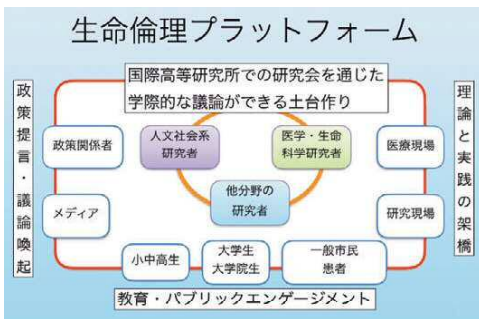 生命倫理プラットフォーム
国際高等研究所での研究会を通じた
学際的な議論ができる土台作り
政策提言・議論喚起
理論と実践の架橋
政策関係者
人文社会系
研究者
医学・生命
科学研究者
医療現場
他分野の
研究者
メディア
研究現場
小中高生
大学生
大学院生
一般市民
患者
教育・パブリックエンゲージメント